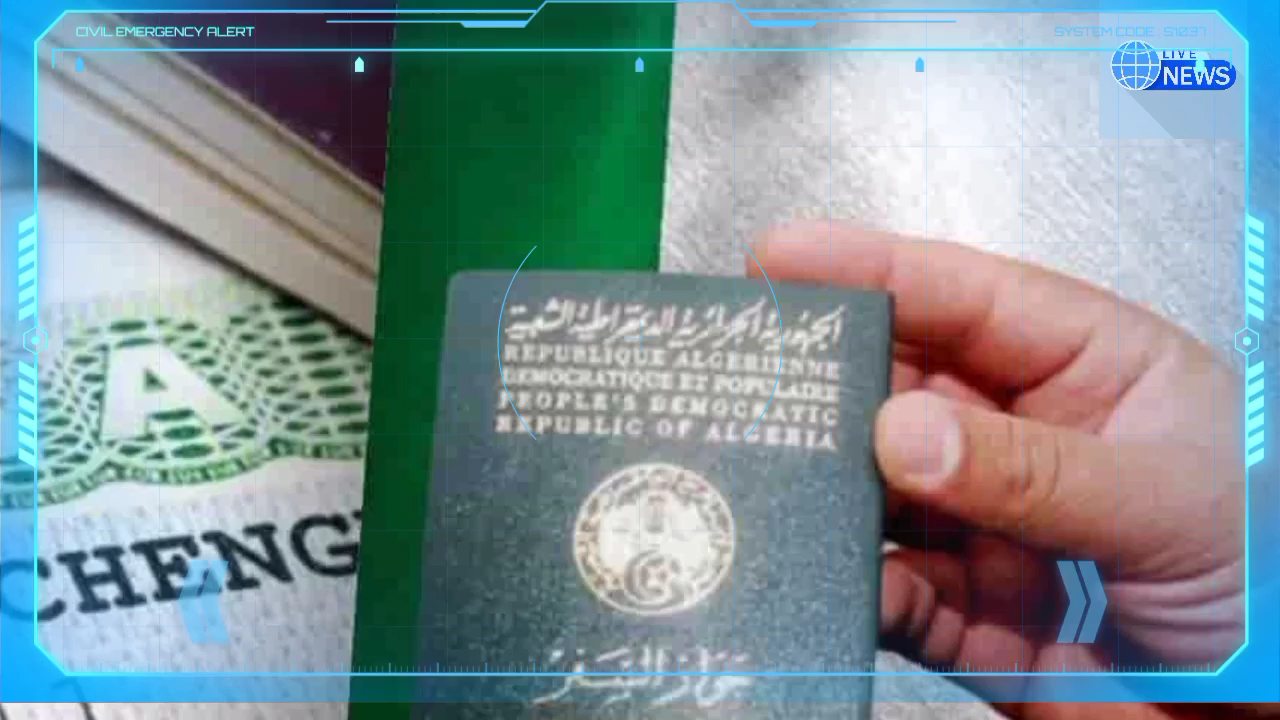 CIVIL EMERGENCY ALERT
SYSTEM CODE S1037
LIVE
NEWS
الجمهورية الجزائرية الديمقراطية الشعبية
REPUBLIQUE ALGERIENNE
DEMOCRATIQUE ET POPULAIRE
PEOPLE'S DEMOCRATIC
REPUBLIC OF ALGERIA
A
CHENG
جواز السفر